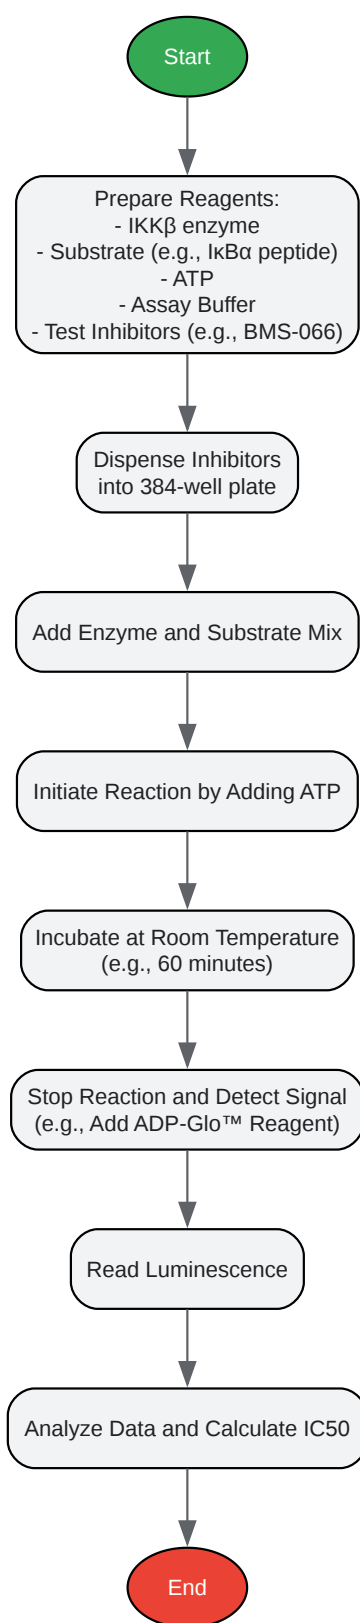 Start
Prepare Reagents:
- IKKβ enzyme
- Substrate (e.g., IκBα peptide)
- ATP
- Assay Buffer
- Test Inhibitors (e.g., BMS-066)
Dispense Inhibitors
into 384-well plate
Add Enzyme and Substrate Mix
Initiate Reaction by Adding ATP
Incubate at Room Temperature
(e.g., 60 minutes)
Stop Reaction and Detect Signal
(e.g., Add ADP-Glo™ Reagent)
Read Luminescence
Analyze Data and Calculate IC50
End